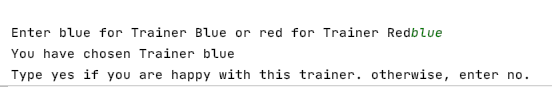 Enter blue for Trainer Blue or red for Trainer Redblue
You have chosen Trainer blue
Type yes if you are happy with this trainer. otherwise, enter no.